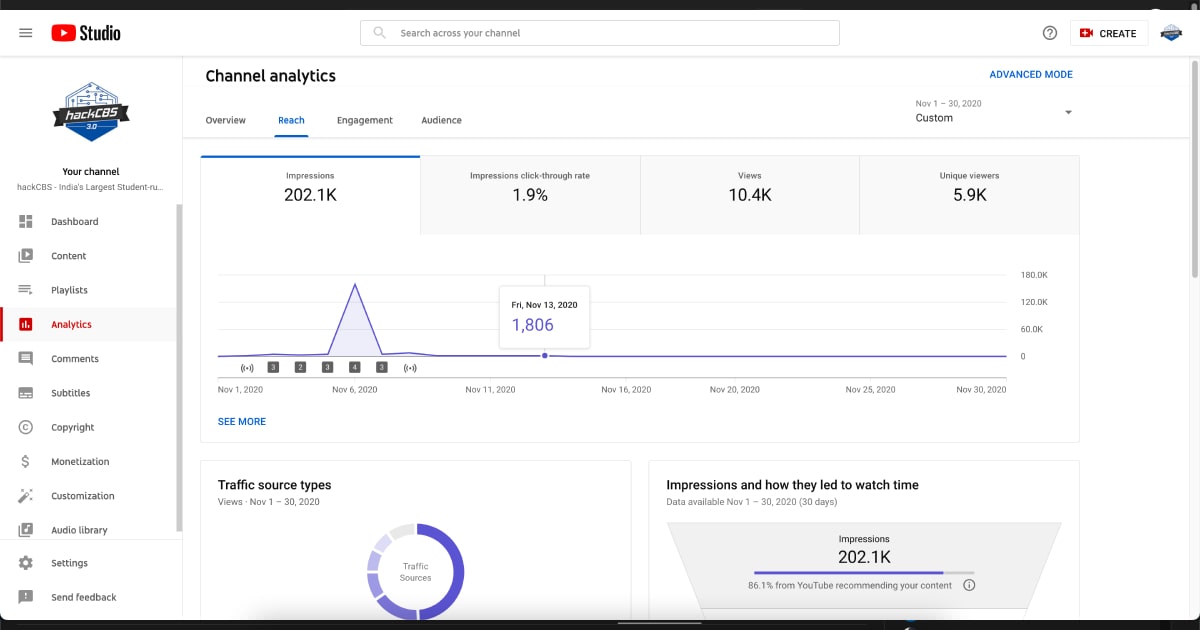 Studio
Search across your channel
CREATE
hackCBS
3.0
Your channel
hackCBS - India's Largest Student-ru...
Dashboard
Content
Playlists
Analytics
Comments
Subtitles
Copyright
Monetization
Customization
Audio library
Settings
Send feedback
Channel analytics
ADVANCED MODE
Overview
Reach
Engagement
Audience
Nov 1 – 30, 2020
Custom
Impressions
202.1K
Impressions click-through rate
1.9%
Views
10.4K
Unique viewers
5.9K
180.0K
120.0K
60.0K
0
Fri, Nov 13, 2020
1,806
3 2 3 4 3
Nov 1, 2020 Nov 6, 2020 Nov 11, 2020 Nov 16, 2020 Nov 20, 2020 Nov 25, 2020 Nov 30, 2020
SEE MORE
Traffic source types
Views · Nov 1 – 30, 2020
Traffic
Sources
Impressions and how they led to watch time
Data available Nov 1 – 30, 2020 (30 days)
Impressions
202.1K
86.1% from YouTube recommending your content